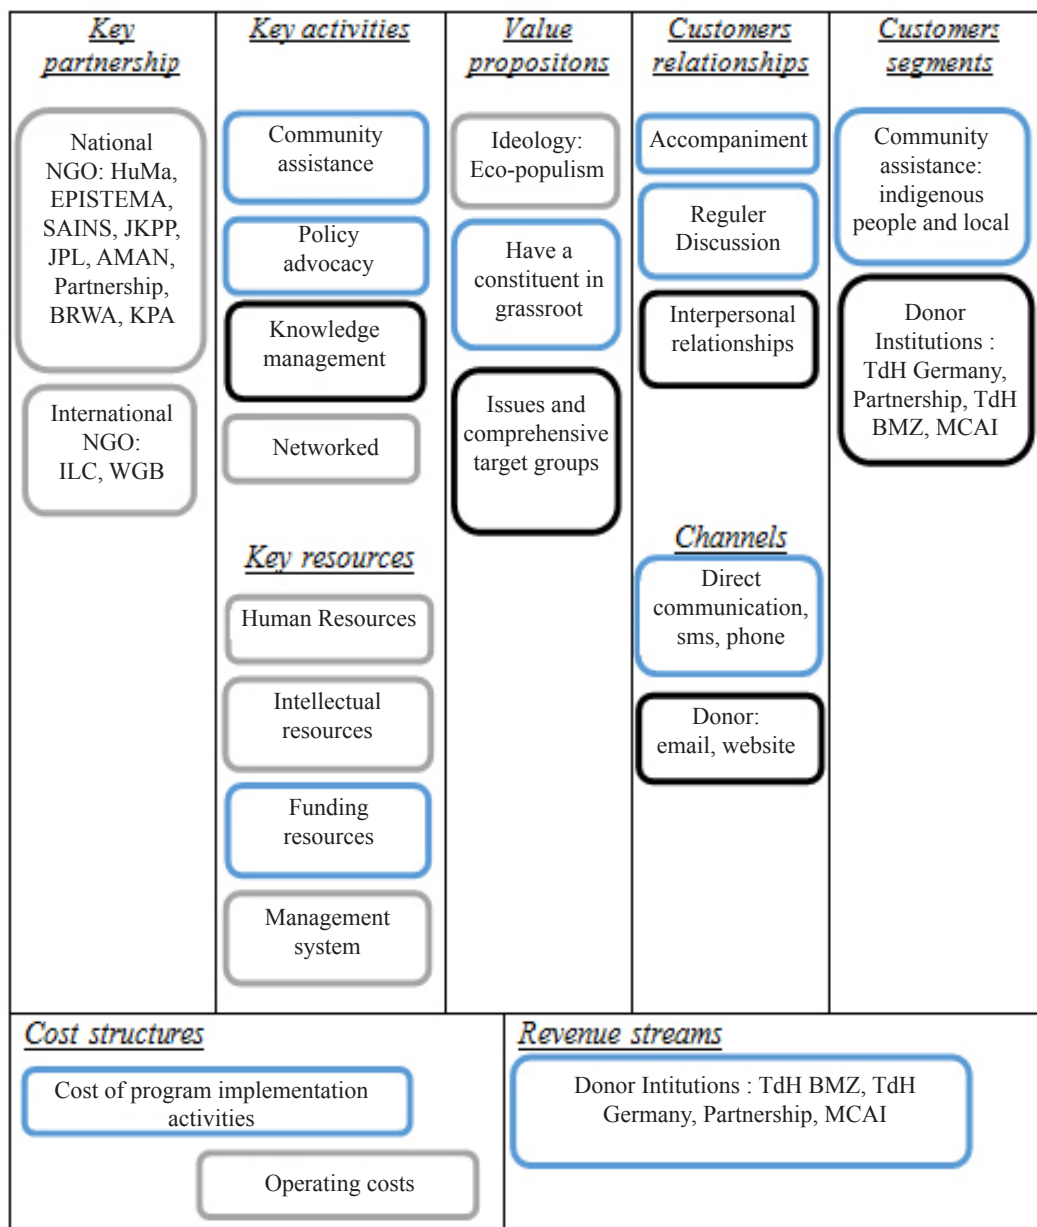 Key
partnership
National
NGO: HuMa,
EPISTEMA,
SAINS, JKPP,
JPL, AMAN,
Partnership,
BRWA, KPA
International
NGO:
ILC, WGB
Key activities
Community
assistance
Policy
advocacy
Knowledge
management
Networked
Key resources
Human Resources
Intellectual
resources
Funding
resources
Management
system
Value
propositons
Ideology:
Eco-populism
Have a
constituent in
grassroot
Issues and
comprehensive
target groups
Customers
relationships
Accompaniment
Reguler
Discussion
Interpersonal
relationships
Channels
Direct
communication,
sms, phone
Donor:
email, website
Customers
segments
Community
assistance:
indigenous
people and local
Donor
Institutions :
TdH Germany,
Partnership, TdH
BMZ, MCAI
Cost structures
Cost of program implementation
activities
Operating costs
Revenue streams
Donor Intitutions : TdH BMZ, TdH
Germany, Partnership, MCAI